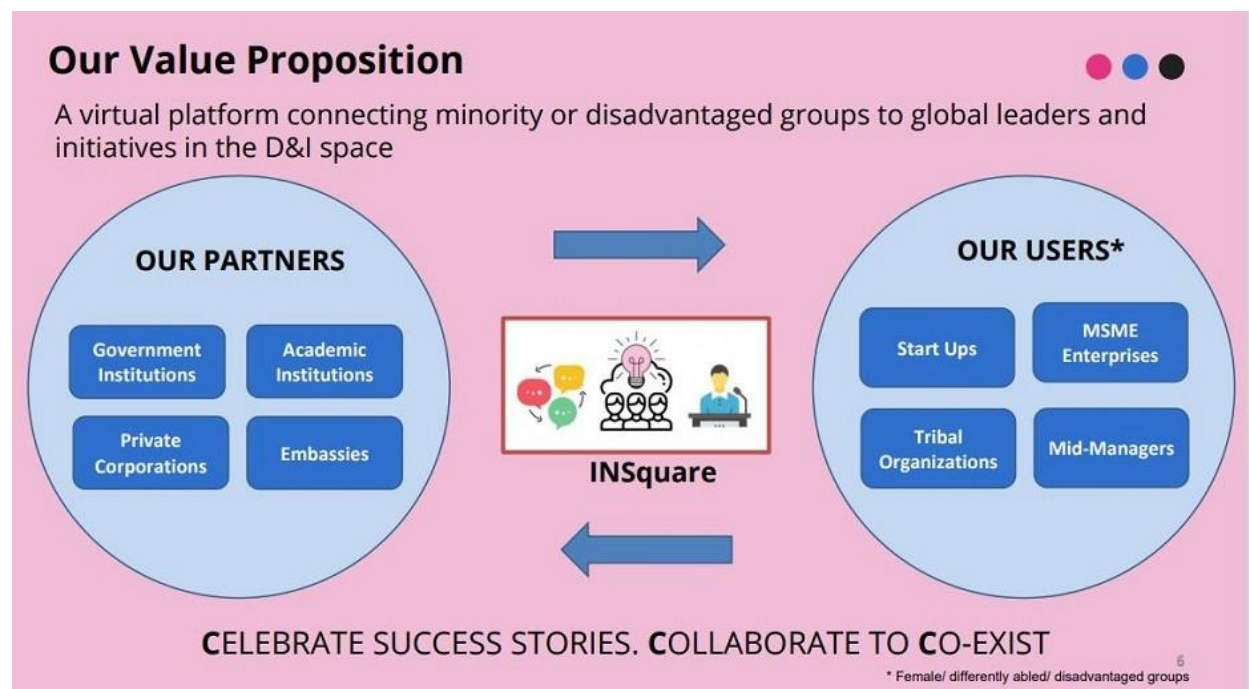 Our Value Proposition
A virtual platform connecting minority or disadvantaged groups to global leaders and
initiatives in the D&I space
OUR PARTNERS
Government
Institutions
Academic
Institutions
Private
Corporations
Embassies
INSquare
OUR USERS*
Start Ups
MSME
Enterprises
Tribal
Organizations
Mid-Managers
CELEBRATE SUCCESS STORIES. COLLABORATE TO CO-EXIST
6
* Female/ differently abled/ disadvantaged groups